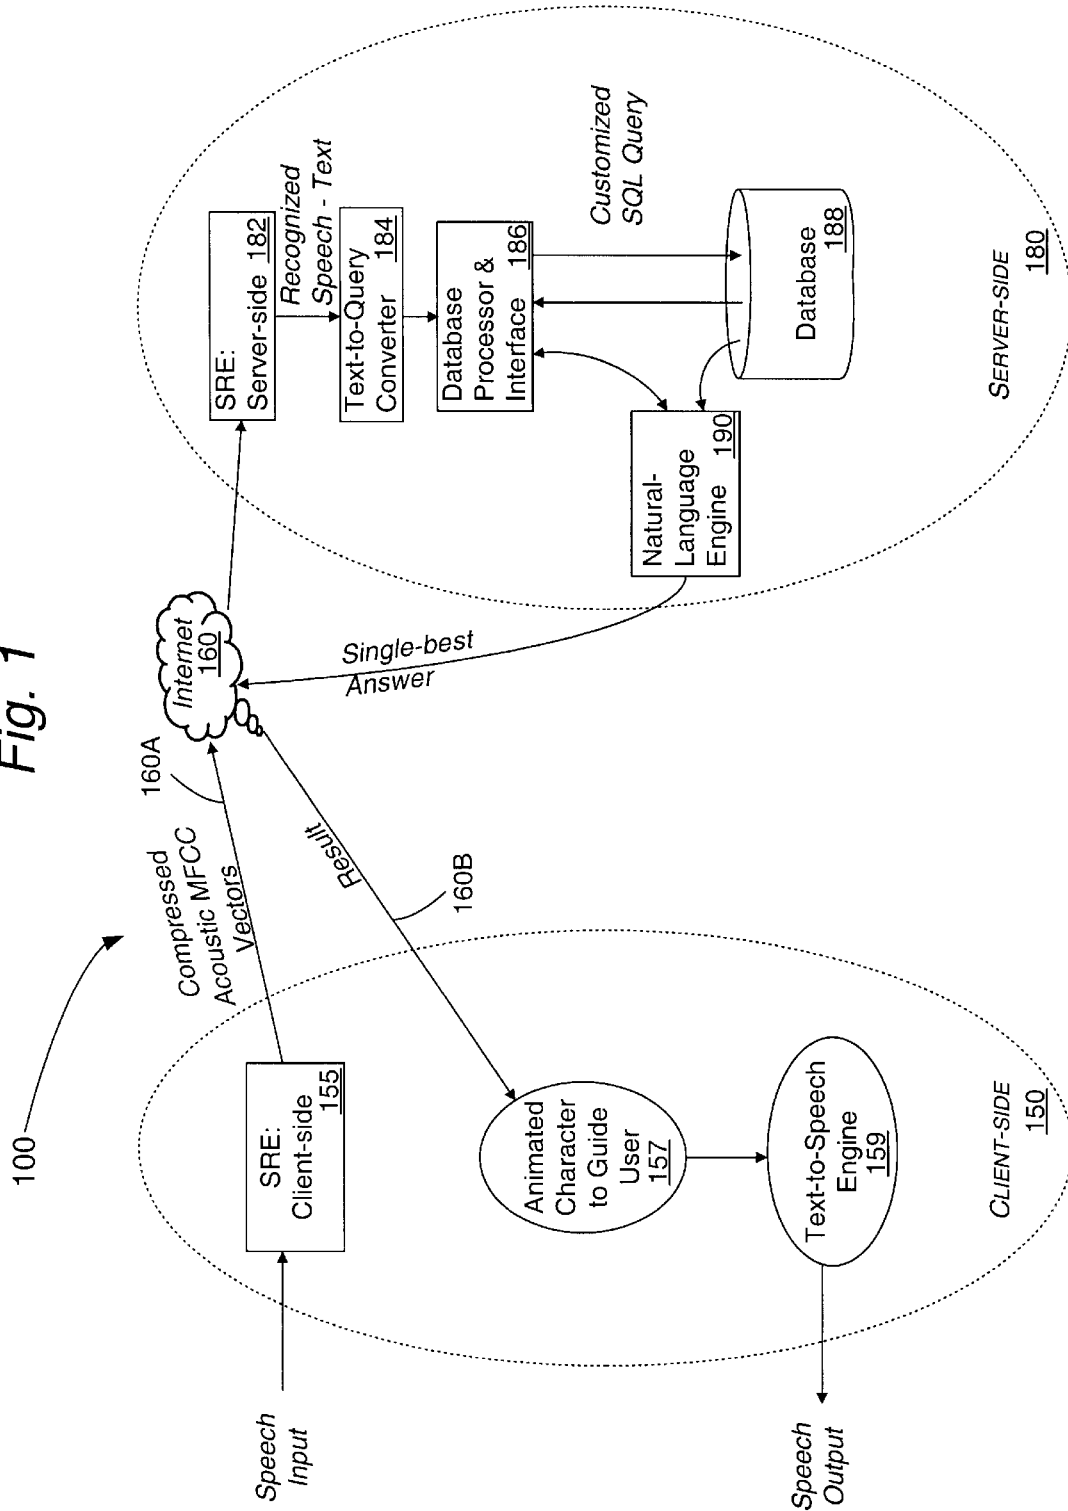 Fig. 1
100
Speech
Input
SRE:
Client-side
155
Compressed
Acoustic MFCC
Vectors
160A
Internet
160
SRE:
Server-side 182
Recognized
Speech - Text
Text-to-Query
Converter 184
Database
Processor &
Interface 186
Customized
SQL Query
Database
188
Natural-
Language
Engine 190
Single-best
Answer
Result
160B
Animated
Character
to Guide
User
157
Text-to-Speech
Engine
159
Speech
Output
CLIENT-SIDE
150
SERVER-SIDE
180